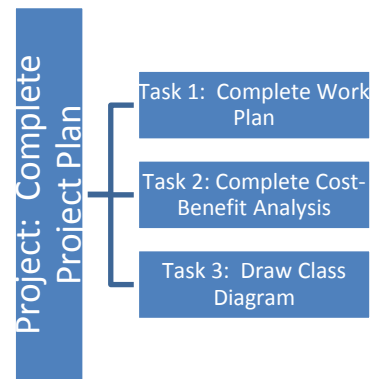 Project: Complete
Project Plan
Task 1: Complete Work
Plan
Task 2: Complete Cost-
Benefit Analysis
Task 3: Draw Class
Diagram